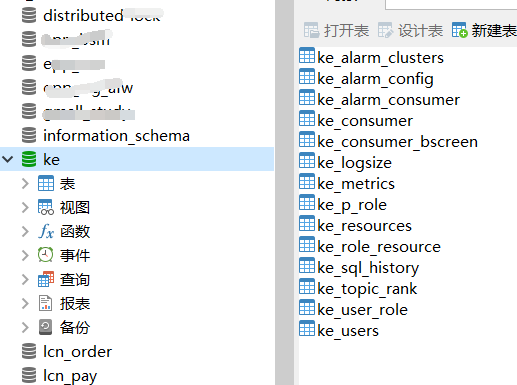 distributed-lock
information_schema
ke
表
视图
函数
事件
查询
报表
备份
lcn_order
lcn_pay
打开表 设计表 新建表
ke_alarm_clusters
ke_alarm_config
ke_alarm_consumer
ke_consumer
ke_consumer_bscreen
ke_logsize
ke_metrics
ke_p_role
ke_resources
ke_role_resource
ke_sql_history
ke_topic_rank
ke_user_role
ke_users